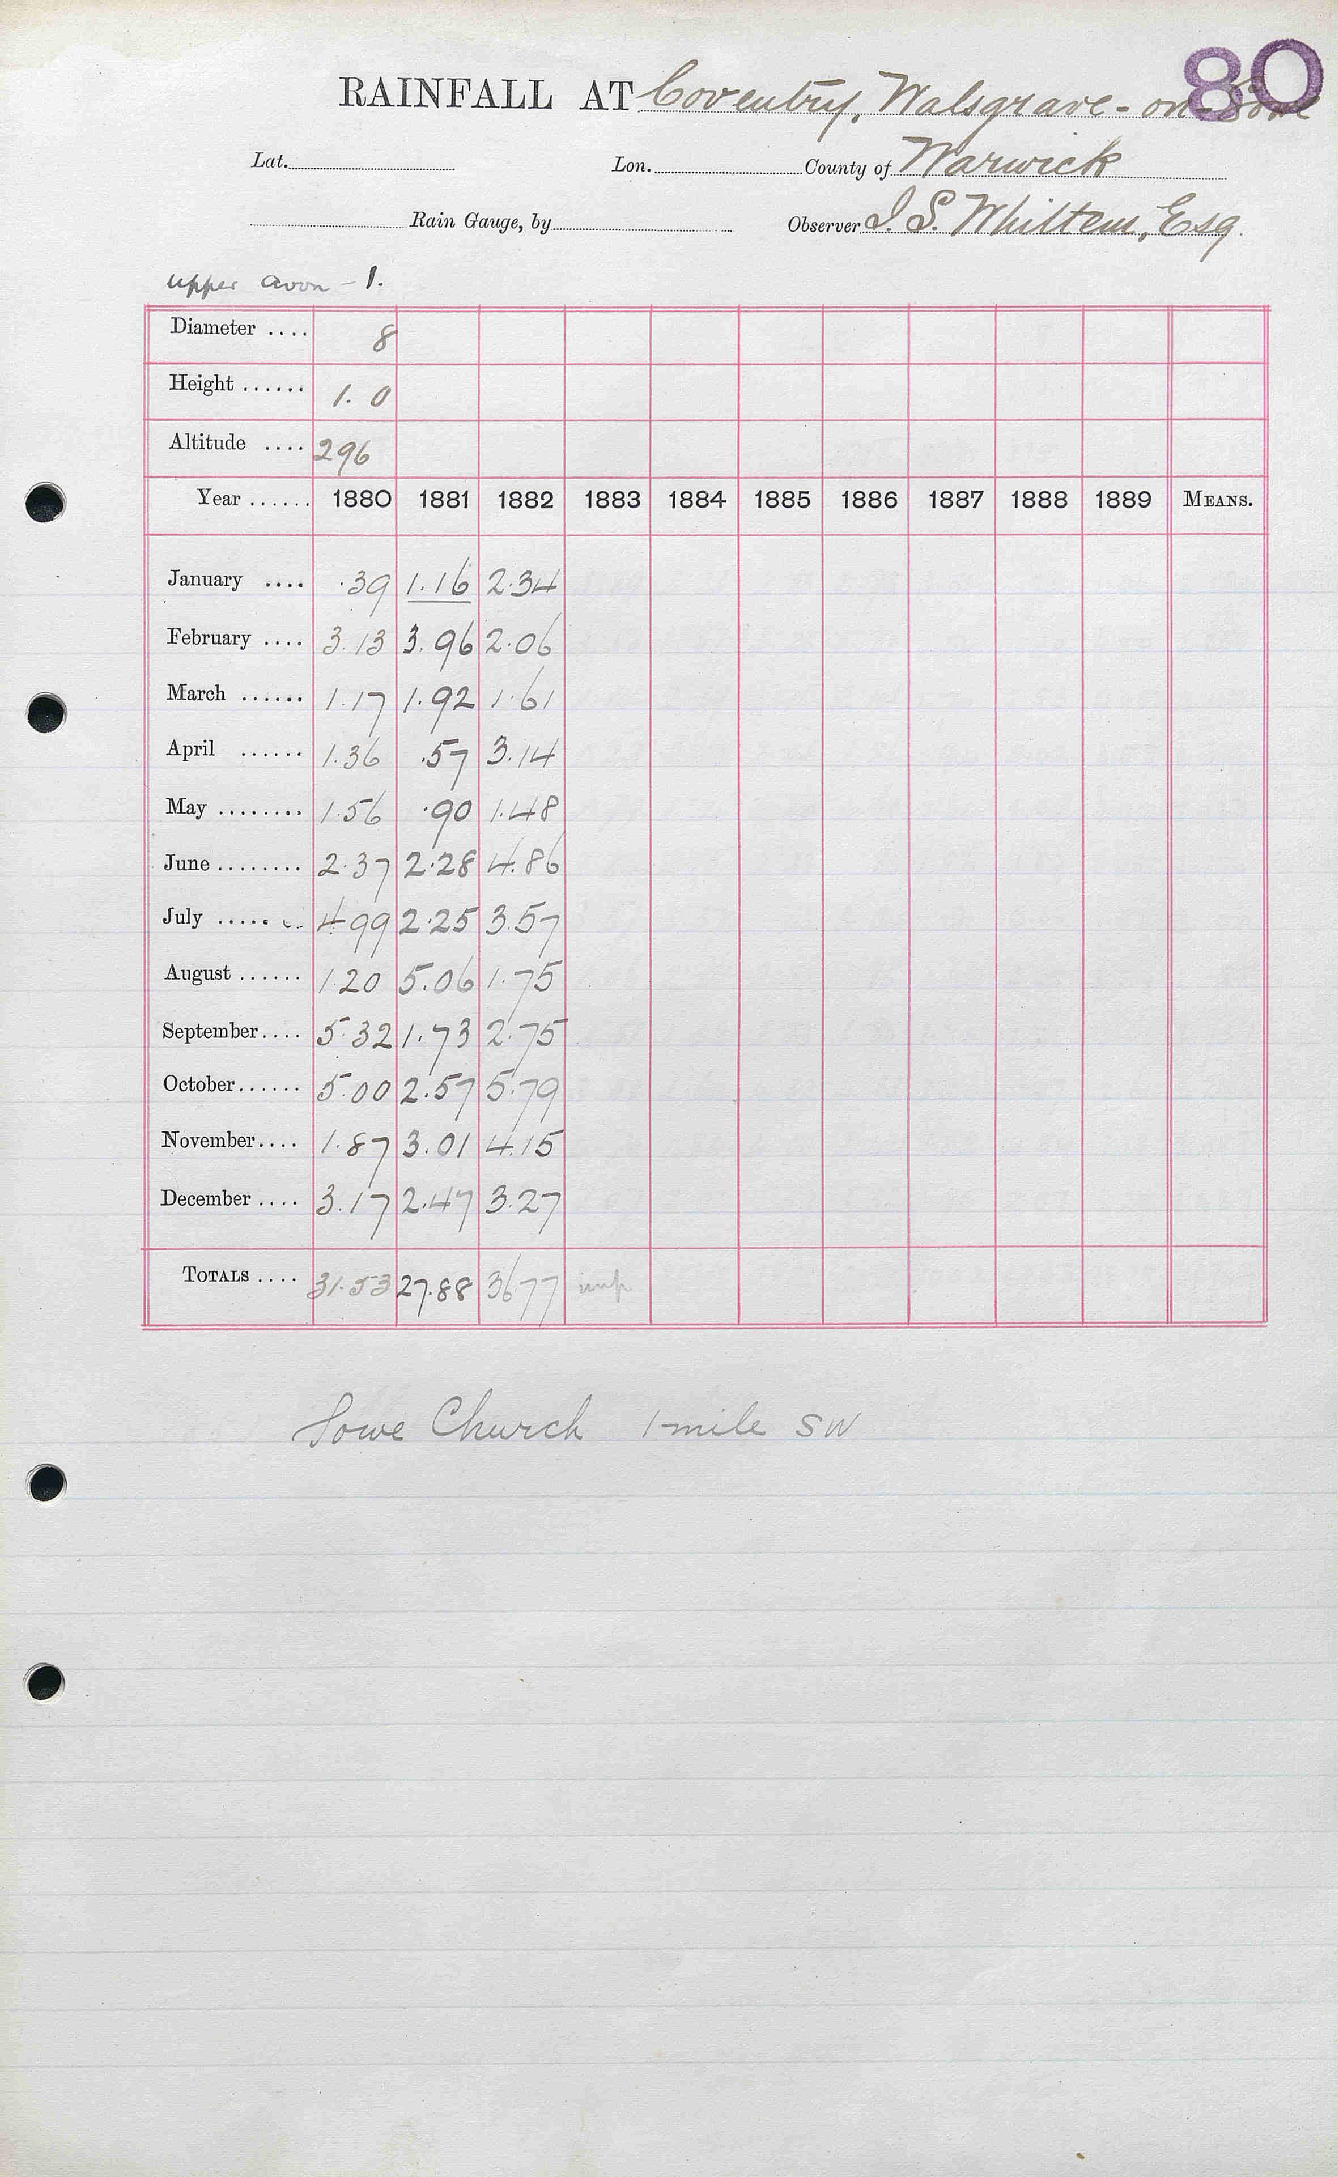 80
RAINFALL AT Coventry, Walsgrave-on-Sowe
Lat. Lon. County of Warwick
Rain Gauge, by Observer I. S. Whittem, Esq.
upper avon - 1.
Diameter .... 8
Height ...... 1. 0
Altitude .... 296
Year ...... 1880 1881 1882 1883 1884 1885 1886 1887 1888 1889 MEANS.
January .... .39 1.16 2.34
February .... 3.13 3.96 2.06
March ...... 1.17 1.92 1.61
April ...... 1.36 .57 3.14
May ........ 1.56 .90 1.48
June ........ 2.37 2.28 4.86
July ..... 4.99 2.25 3.57
August ...... 1.20 5.06 1.75
September .... 5.32 1.73 2.75
October ...... 5.00 2.57 5.79
November .... 1.87 3.01 4.15
December .... 3.17 2.47 3.27
TOTALS .... 31.53 27.88 3677 imp
Sowe Church 1 mile SW